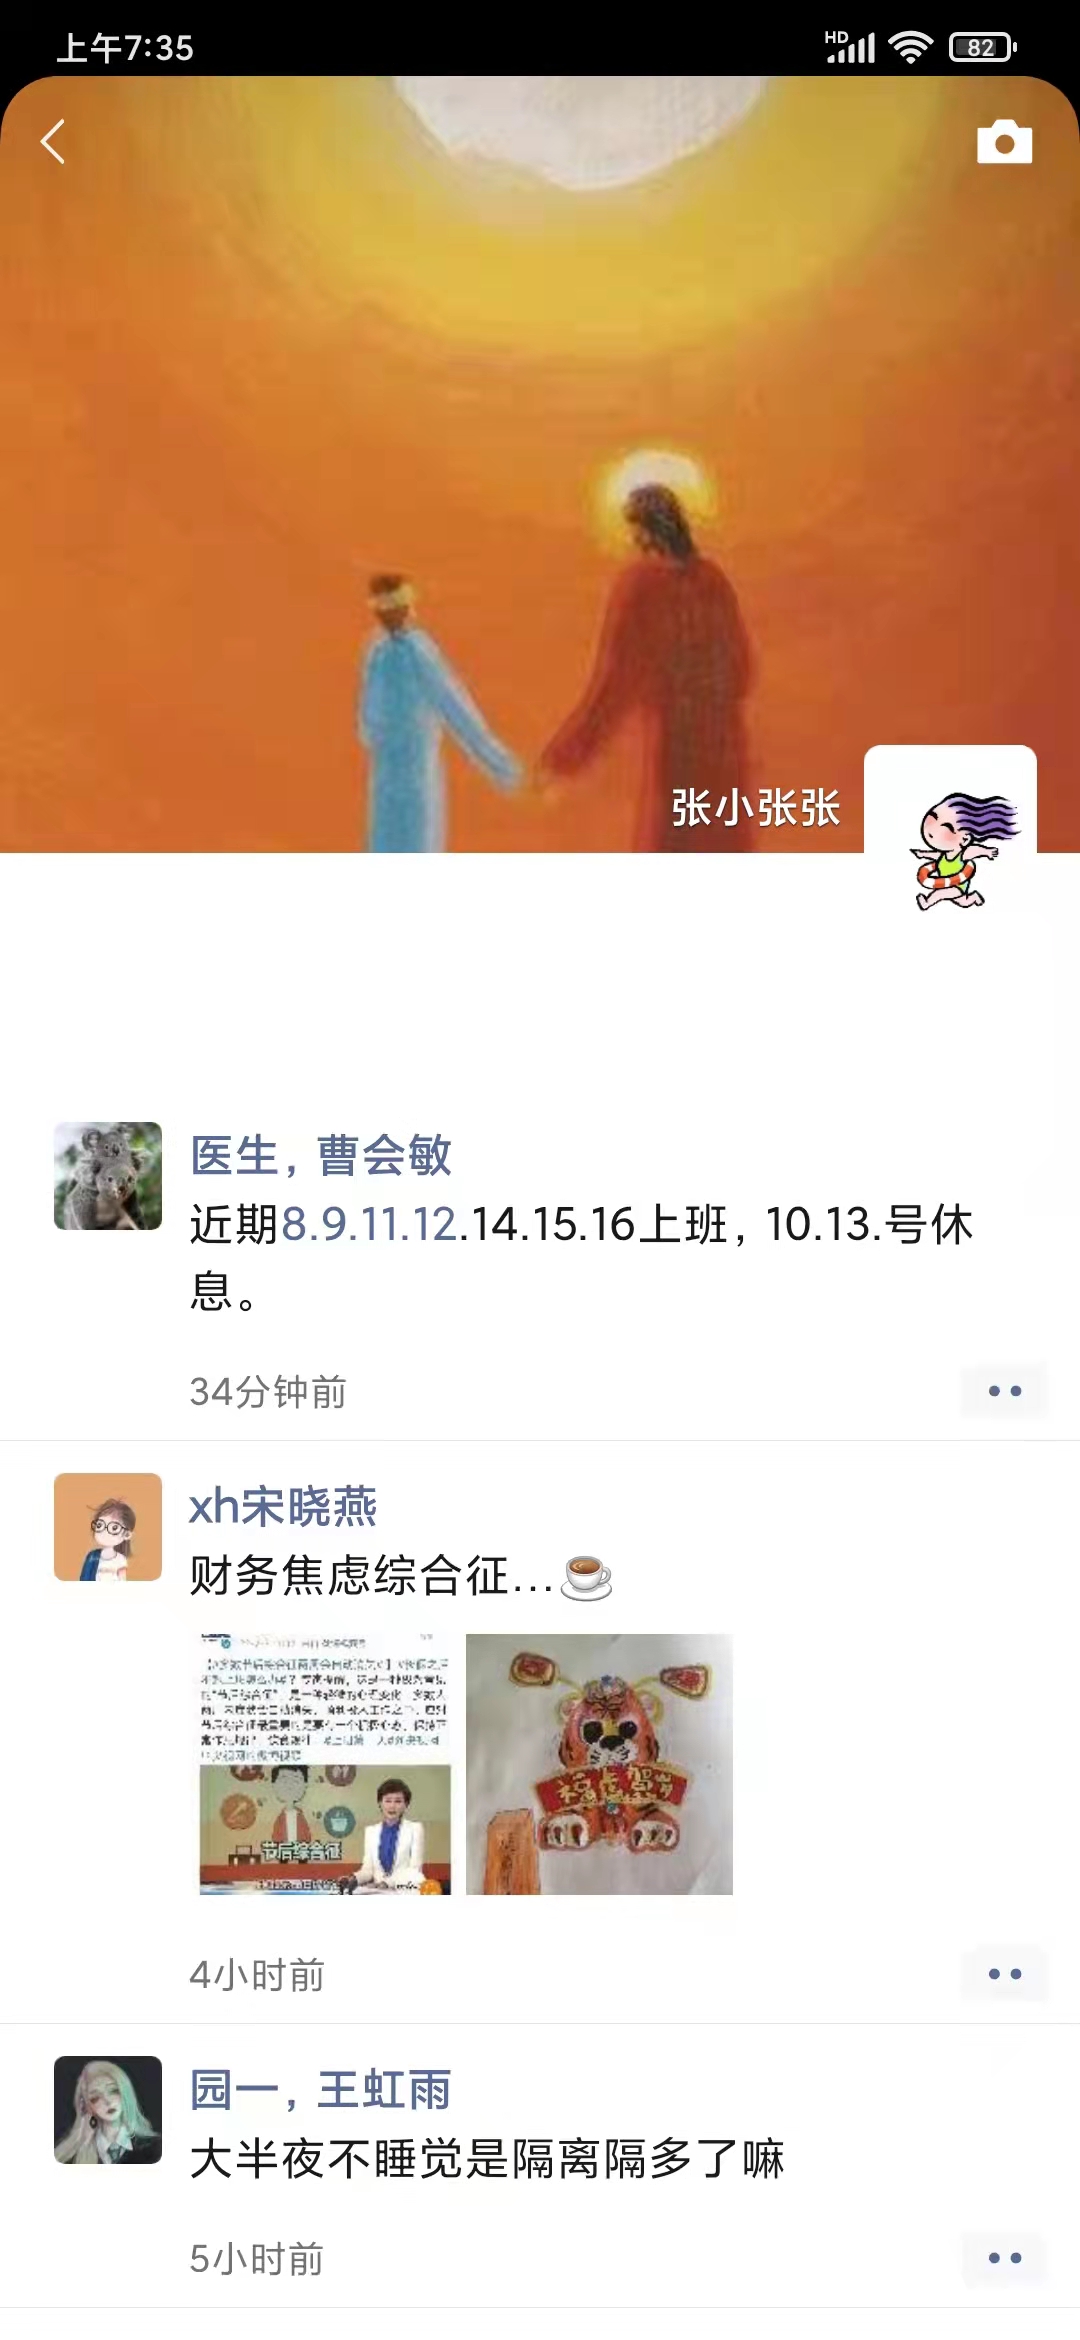 上午7:35
HD
82
张小张张
医生，曹会敏
近期8.9.11.12.14.15.16上班，10.13.号休
息。
34分钟前
xh宋晓燕
财务焦虑综合征...☕
节后综合征
福虎贺岁
4小时前
园一，王虹雨
大半夜不睡觉是隔离隔多了嘛
5小时前